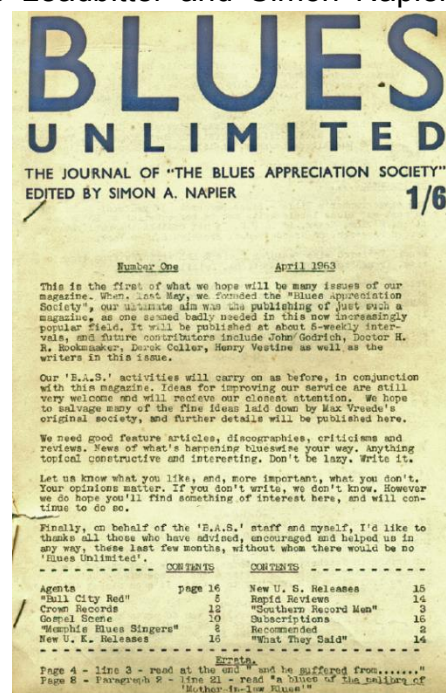 Leadbitter and Simon Napier
BLUES
UNLIMITED
THE JOURNAL OF "THE BLUES APPRECIATION SOCIETY"
EDITED BY SIMON A. NAPIER
1/6
Number One April 1963
This is the first of what we hope will be many issues of our
magazine. When, last May, we founded the "Blues Appreciation
Society", our ultimate aim was the publishing of just such a
magazine, as one seemed badly needed in this now increasingly
popular field. It will be published at about 5-weekly inter-
vals, and future contributors include John Godrich, Doctor H.
R. Rookmaaker, Derek Coller, Henry Vestine as well as the
writers in this issue.
Our 'B.A.S.' activities will carry on as before, in conjunction
with this magazine. Ideas for improving our service are still
very welcome and will recieve our closest attention. We hope
to salvage many of the fine ideas laid down by Max Vreede's
original society, and further details will be published here.
We need good feature articles, discographies, criticisms and
reviews. News of what's happening blueswise your way. Anything
topical constructive and interesting. Don't be lazy. Write it.
Let us know what you like, and, more important, what you don't.
Your opinions matter. If you don't write, we don't know. However
we do hope you'll find something of interest here, and will con-
tinue to do so.
Finally, on behalf of the 'B.A.S.' staff and myself, I'd like to
thanks all those who have advised, encouraged and helped us in
any way, these last few months, without whom there would be no
'Blues Unlimited'.
CONTENTS CONTENTS
Agents page 16 New U. S. Releases 15
"Bull City Red" Rapid Reviews 14
Crown Records 12 "Southern Record Men" 3
Gospel Scene 10 Subscriptions 16
"Memphis Blues Singers" Recommended 2
New U. K. Releases 16 "What They Said" 14
Errata.
Page 4 - line 3 - read at the end " and he suffered from......."
Page 8 - Paragraph 2 - line 21 - read "a blues of the calibre of
'Mother-in-law Blues'"